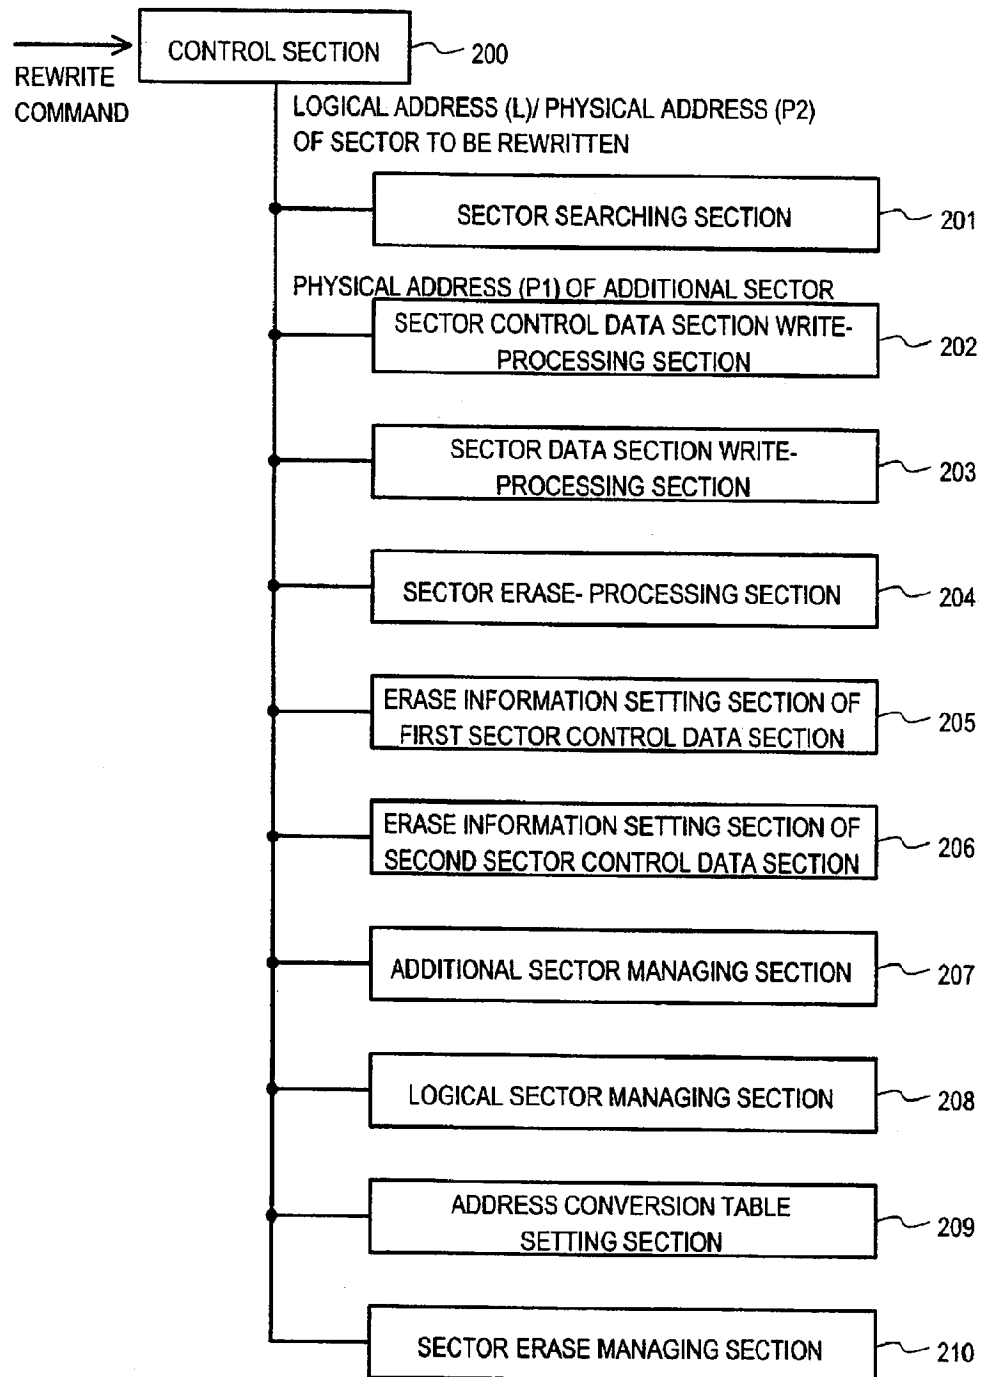 CONTROL SECTION
200
REWRITE
COMMAND
LOGICAL ADDRESS (L)/ PHYSICAL ADDRESS (P2)
OF SECTOR TO BE REWRITTEN
SECTOR SEARCHING SECTION
201
PHYSICAL ADDRESS (P1) OF ADDITIONAL SECTOR
SECTOR CONTROL DATA SECTION WRITE-
PROCESSING SECTION
202
SECTOR DATA SECTION WRITE-
PROCESSING SECTION
203
SECTOR ERASE- PROCESSING SECTION
204
ERASE INFORMATION SETTING SECTION OF
FIRST SECTOR CONTROL DATA SECTION
205
ERASE INFORMATION SETTING SECTION OF
SECOND SECTOR CONTROL DATA SECTION
206
ADDITIONAL SECTOR MANAGING SECTION
207
LOGICAL SECTOR MANAGING SECTION
208
ADDRESS CONVERSION TABLE
SETTING SECTION
209
SECTOR ERASE MANAGING SECTION
210